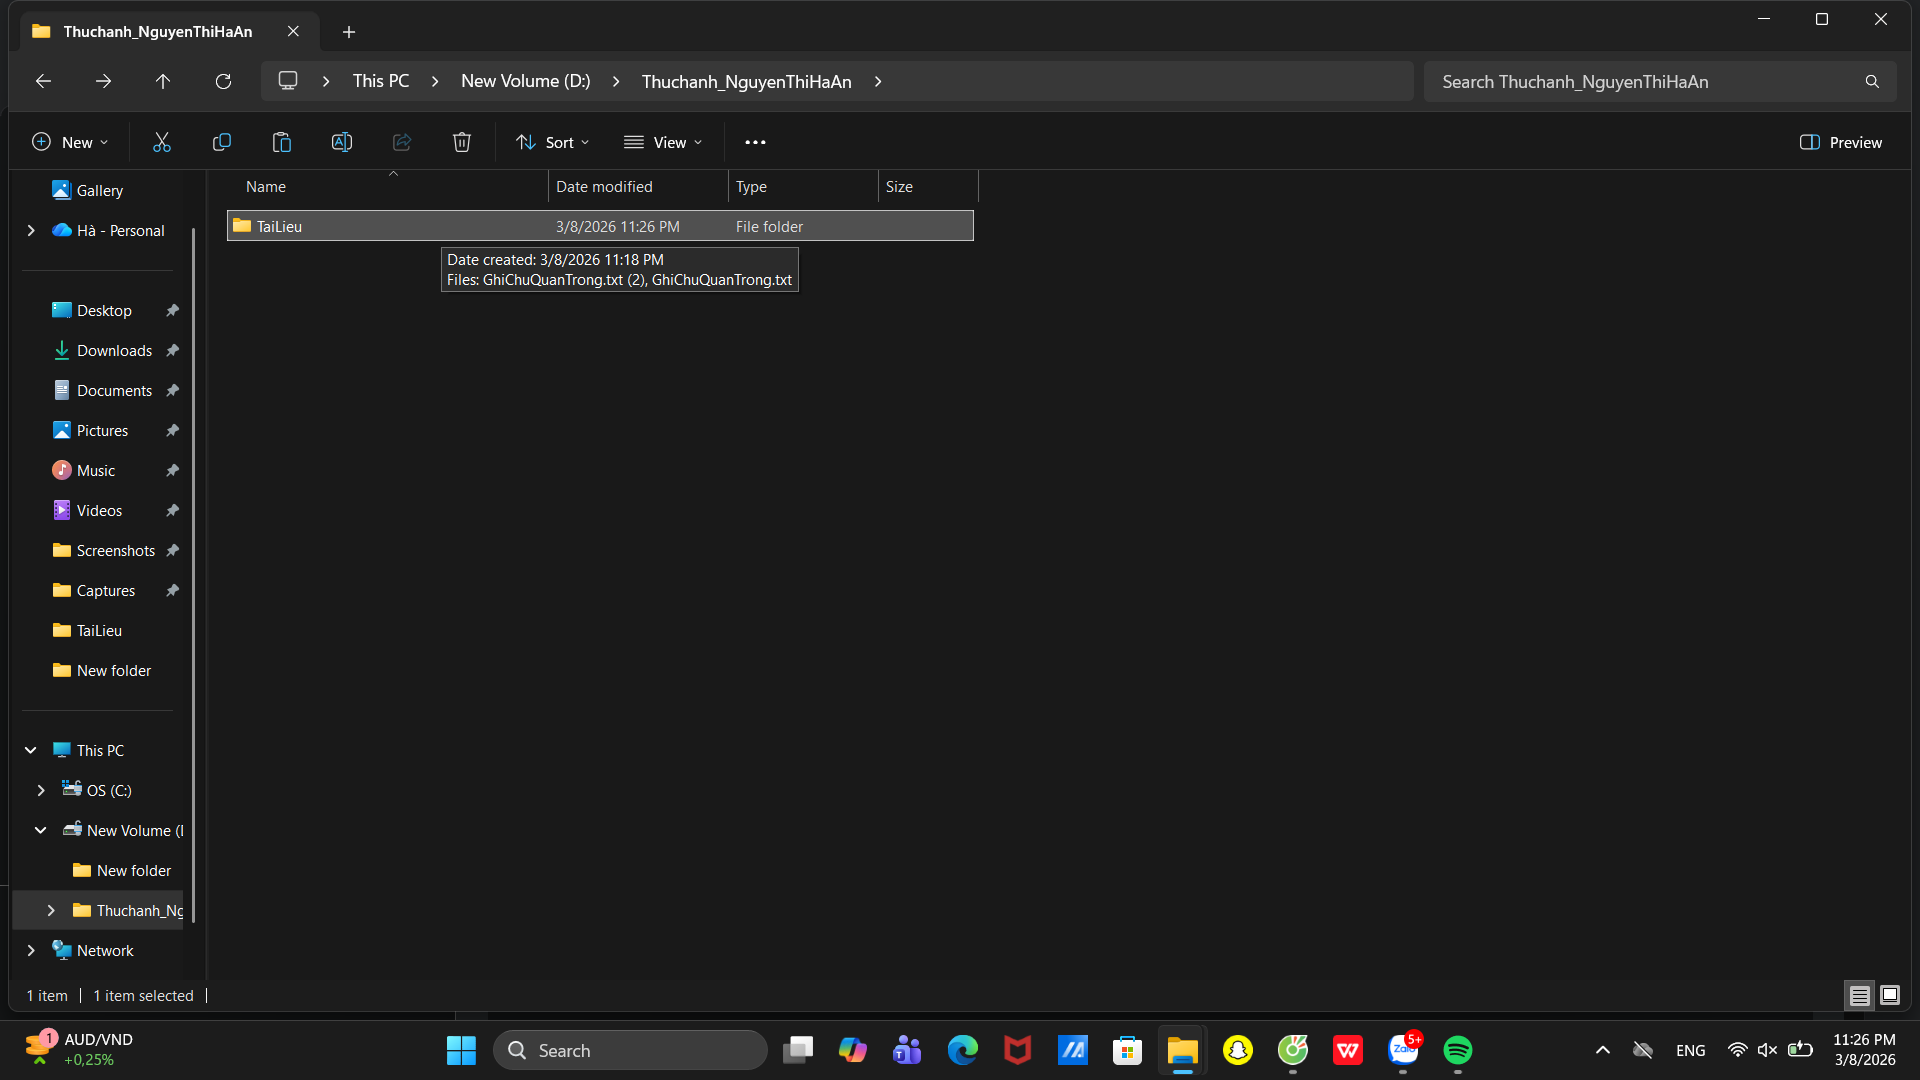 Thuchanh_NguyenThiHaAn
This PC
New Volume (D:)
Thuchanh_NguyenThiHaAn
Search Thuchanh_NguyenThiHaAn
New
Sort
View
Preview
Name
Date modified
Type
Size
TaiLieu
3/8/2026 11:26 PM
File folder
Date created: 3/8/2026 11:18 PM
Files: GhiChuQuanTrong.txt (2), GhiChuQuanTrong.txt
Gallery
Hà - Personal
Desktop
Downloads
Documents
Pictures
Music
Videos
Screenshots
Captures
TaiLieu
New folder
This PC
OS (C:)
New Volume (
New folder
Thuchanh_Ng
Network
1 item
1 item selected
1
AUD/VND
+0,25%
Search
Zalo
5+
ENG
11:26 PM
3/8/2026